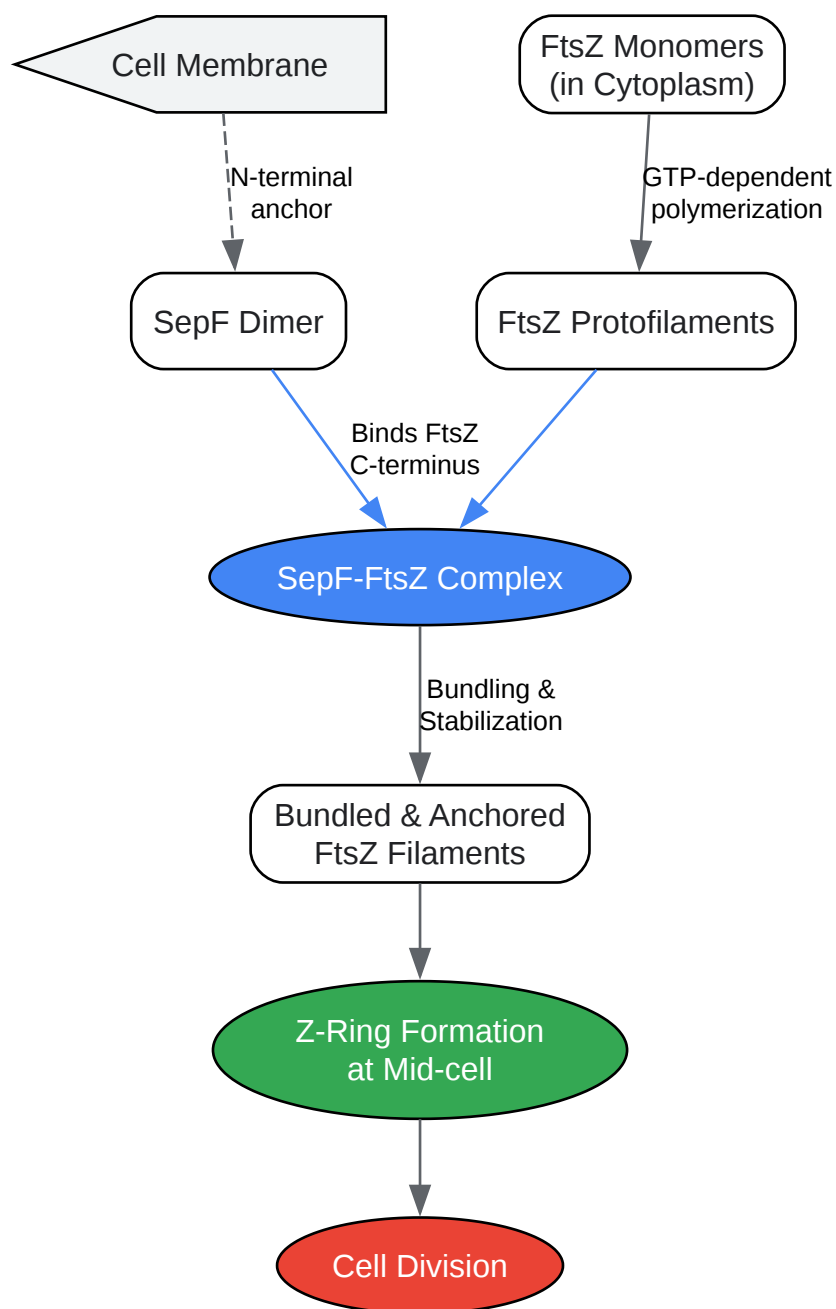 Cell Membrane
FtsZ Monomers
(in Cytoplasm)
N-terminal
anchor
GTP-dependent
polymerization
SepF Dimer
FtsZ Protofilaments
Binds FtsZ
C-terminus
SepF-FtsZ Complex
Bundling &
Stabilization
Bundled & Anchored
FtsZ Filaments
Z-Ring Formation
at Mid-cell
Cell Division